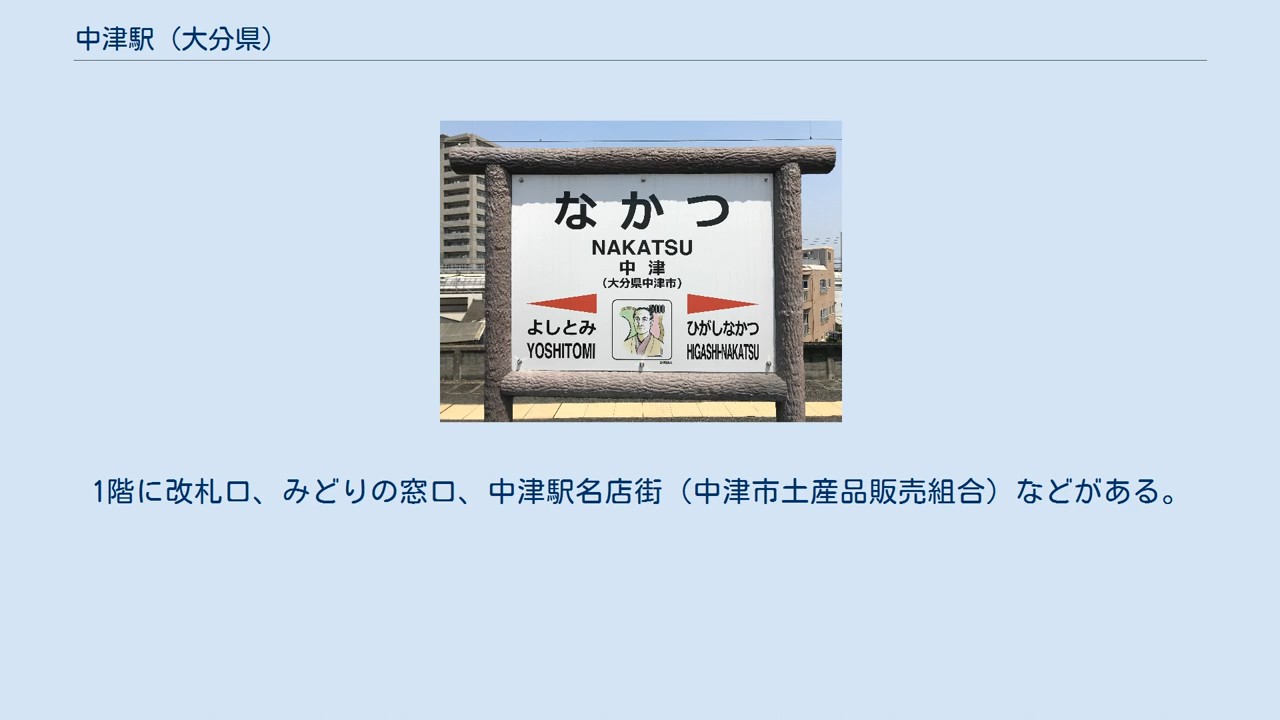 中津駅（大分県）
なかつ
NAKATSU
中津
（大分県中津市）
よしとみ ひがしなかつ
YOSHITOMI HIGASHI-NAKATSU
1階に改札口、みどりの窓口、中津駅名店街（中津市土産品販売組合）などがある。